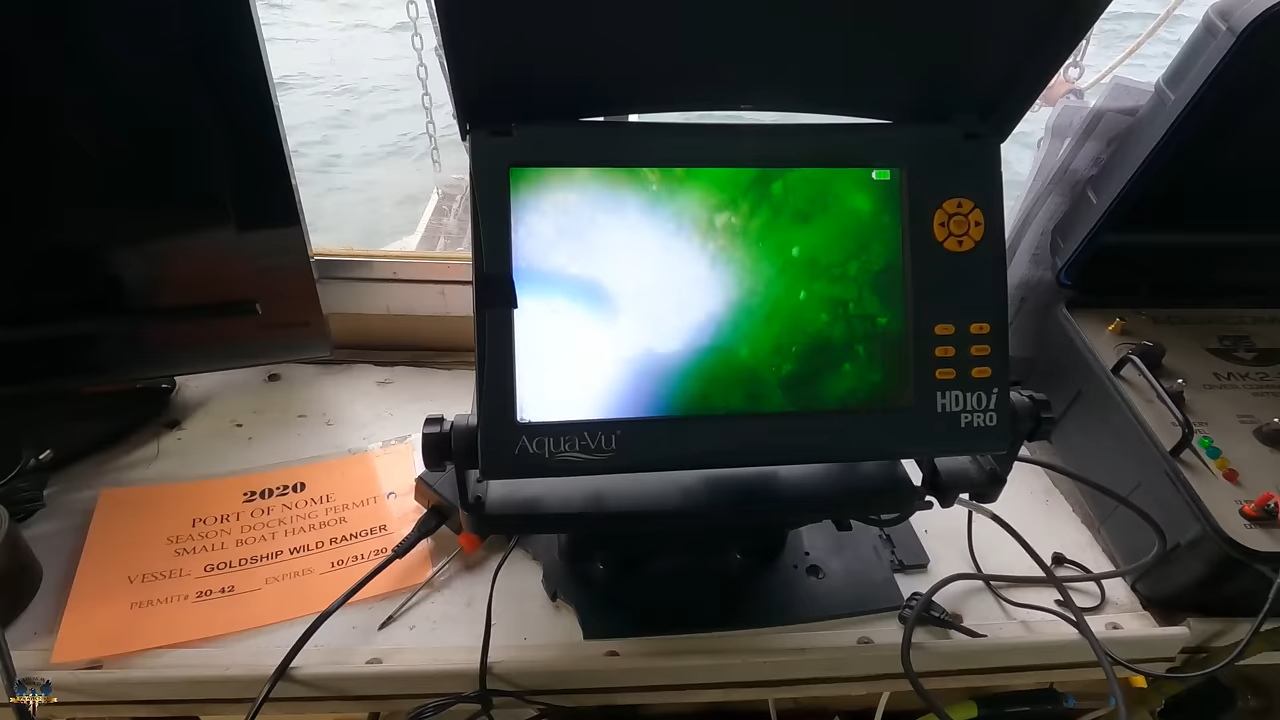 HD10i
PRO
Aqua-Vu
2020
PORT OF NOME
SEASON DOCKING PERMIT
SMALL BOAT HARBOR
VESSEL: GOLDSHIP WILD RANGER
PERMIT# 20-42 EXPIRES: 10/31/20
MK2-